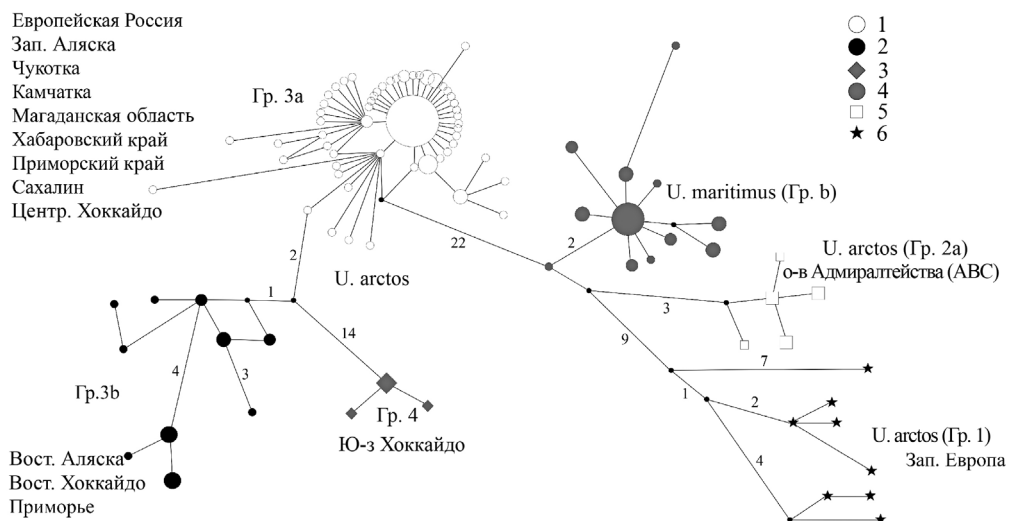 Европейская Россия
Зап. Аляска
Чукотка
Камчатка
Магаданская область
Хабаровский край
Приморский край
Сахалин
Центр. Хоккайдо
Гр. 3a
1
2
3
4
5
6
U. maritimus (Гр. b)
22
2
U. arctos (Гр. 2a)
о-в Адмиралтейства (ABC)
2
U. arctos
3
1
14
9
4
3
7
Гр.3b
1
2
Гр. 4
Ю-з Хоккайдо
U. arctos (Гр. 1)
Зап. Европа
4
Вост. Аляска
Вост. Хоккайдо
Приморье